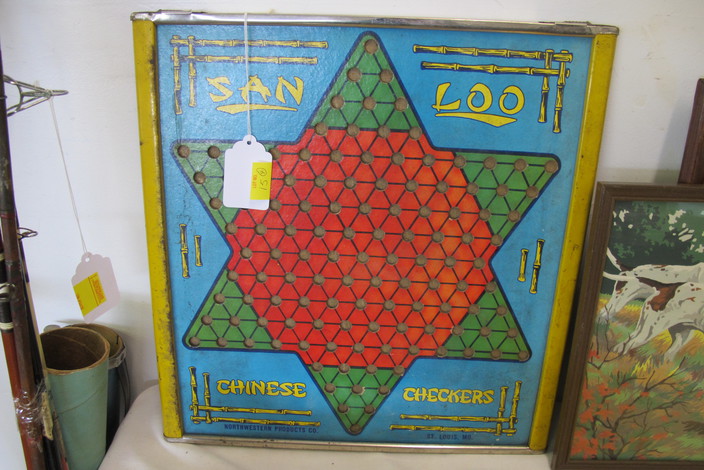 SAN LOO
CHINESE CHECKERS
NORTHWESTERN PRODUCTS CO. ST. LOUIS, MO.